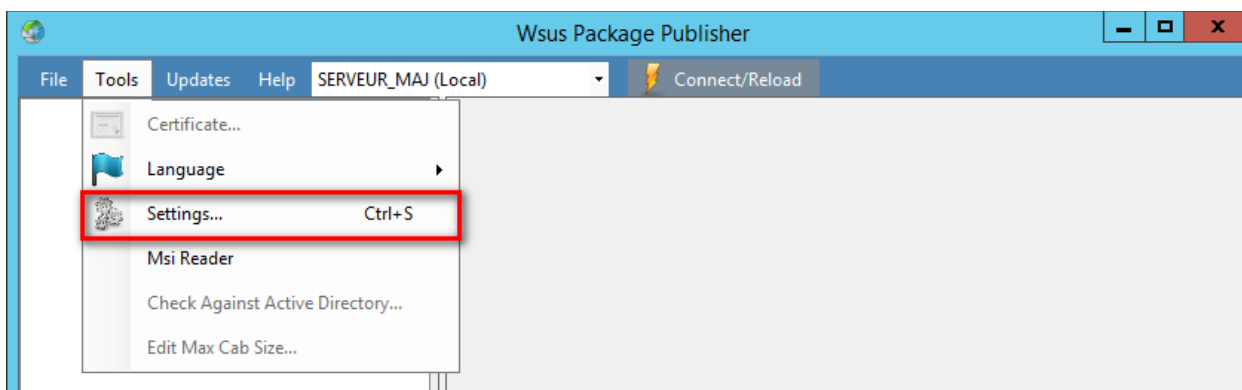 Wsus Package Publisher
File Tools Updates Help SERVEUR_MAJ (Local) Connect/Reload
Certificate...
Language
Settings... Ctrl+S
Msi Reader
Check Against Active Directory...
Edit Max Cab Size...